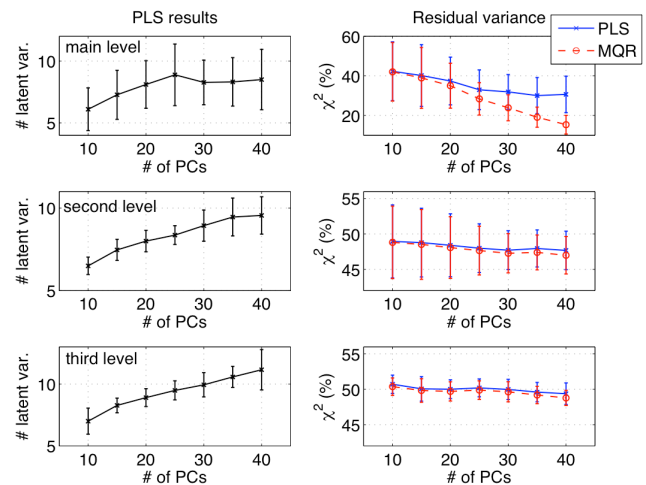 PLS results
Residual variance
PLS
MQR
main level
# latent var.
10
5
10 20 30 40
# of PCs
χ² (%)
60
40
20
10 20 30 40
# of PCs
second level
# latent var.
10
5
10 20 30 40
# of PCs
χ² (%)
55
50
45
10 20 30 40
# of PCs
third level
# latent var.
10
5
10 20 30 40
# of PCs
χ² (%)
55
50
45
10 20 30 40
# of PCs